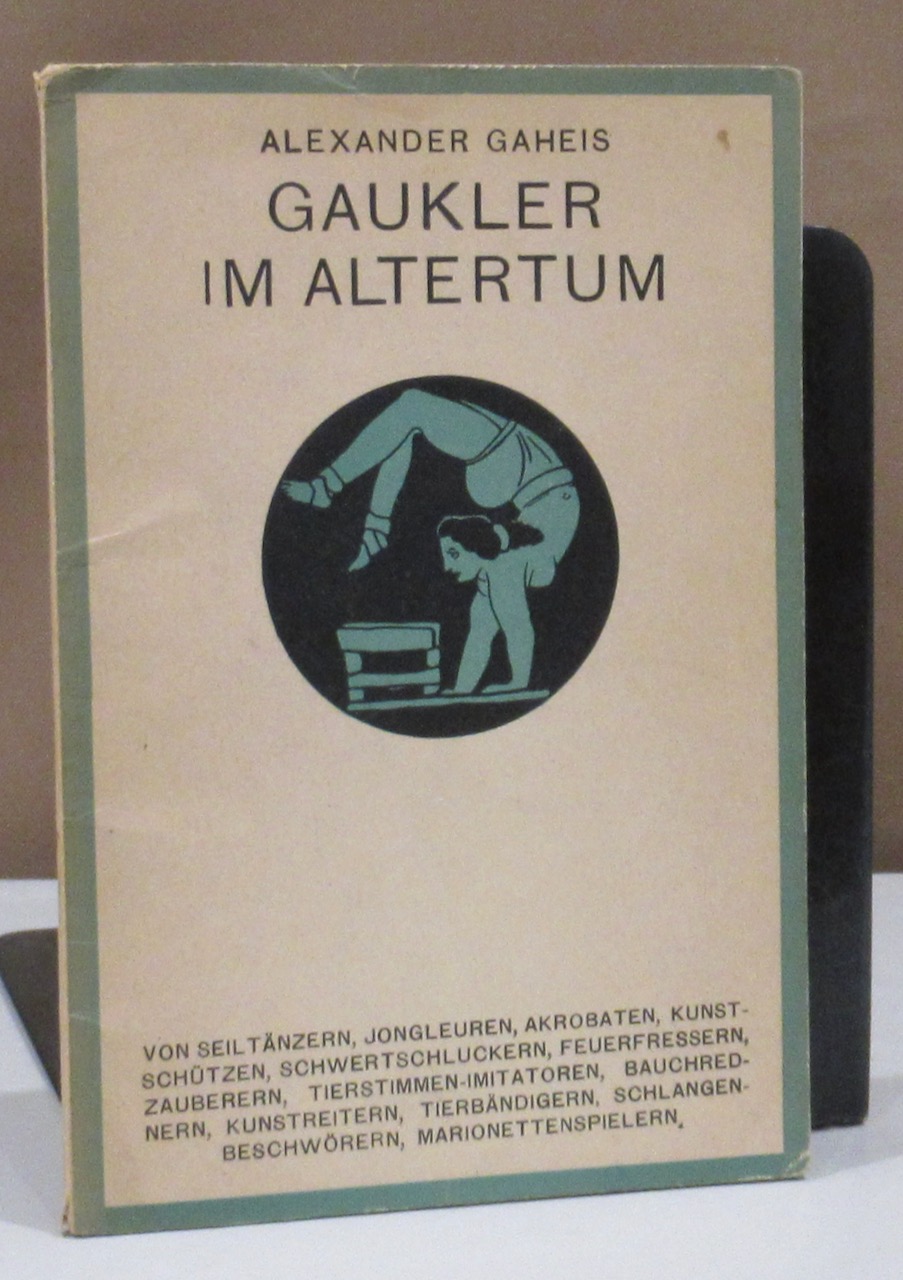 ALEXANDER GAHEIS
GAUKLER
IM ALTERTUM
VON SEILTÄNZERN, JONGLEUREN, AKROBATEN, KUNST-
SCHÜTZEN, SCHWERTSCHLUCKERN, FEUERFRESSERN,
ZAUBERERN, TIERSTIMMEN-IMITATOREN, BAUCHRED-
NERN, KUNSTREITERN, TIERBÄNDIGERN, SCHLANGEN-
BESCHWÖRERN, MARIONETTENSPIELERN.